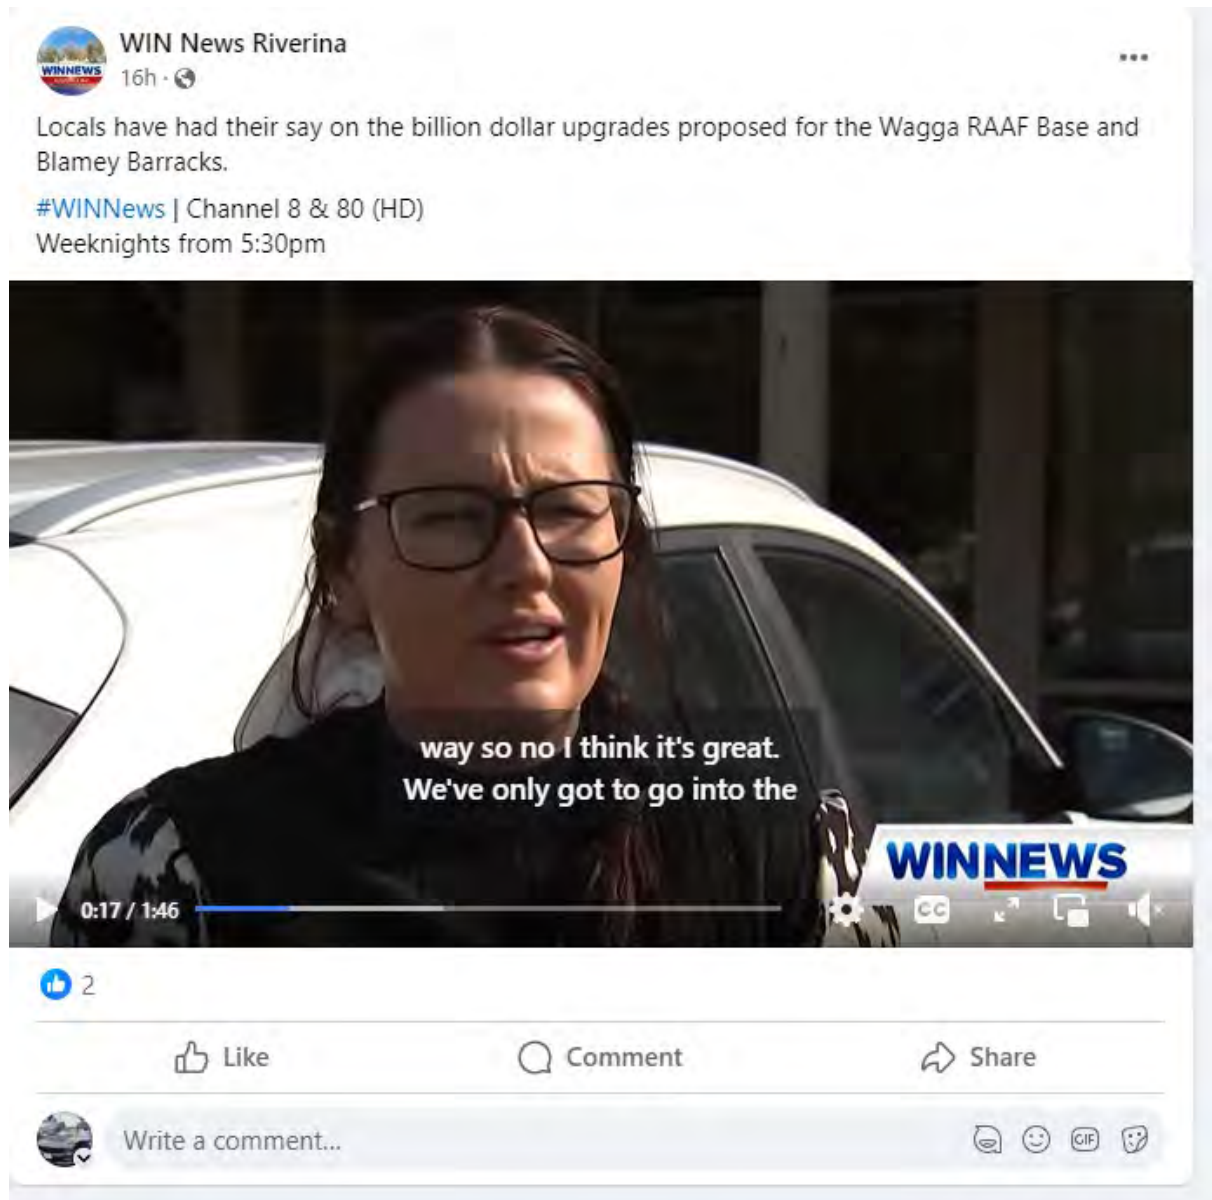 WIN News Riverina
WINNEWS
16h ·
Locals have had their say on the billion dollar upgrades proposed for the Wagga RAAF Base and
Blamey Barracks.
#WINNews | Channel 8 & 80 (HD)
Weeknights from 5:30pm
way so no I think it's great.
We've only got to go into the
WINNEWS
0:17 / 1:46
CC
2
Like
Comment
Share
Write a comment...
GIF